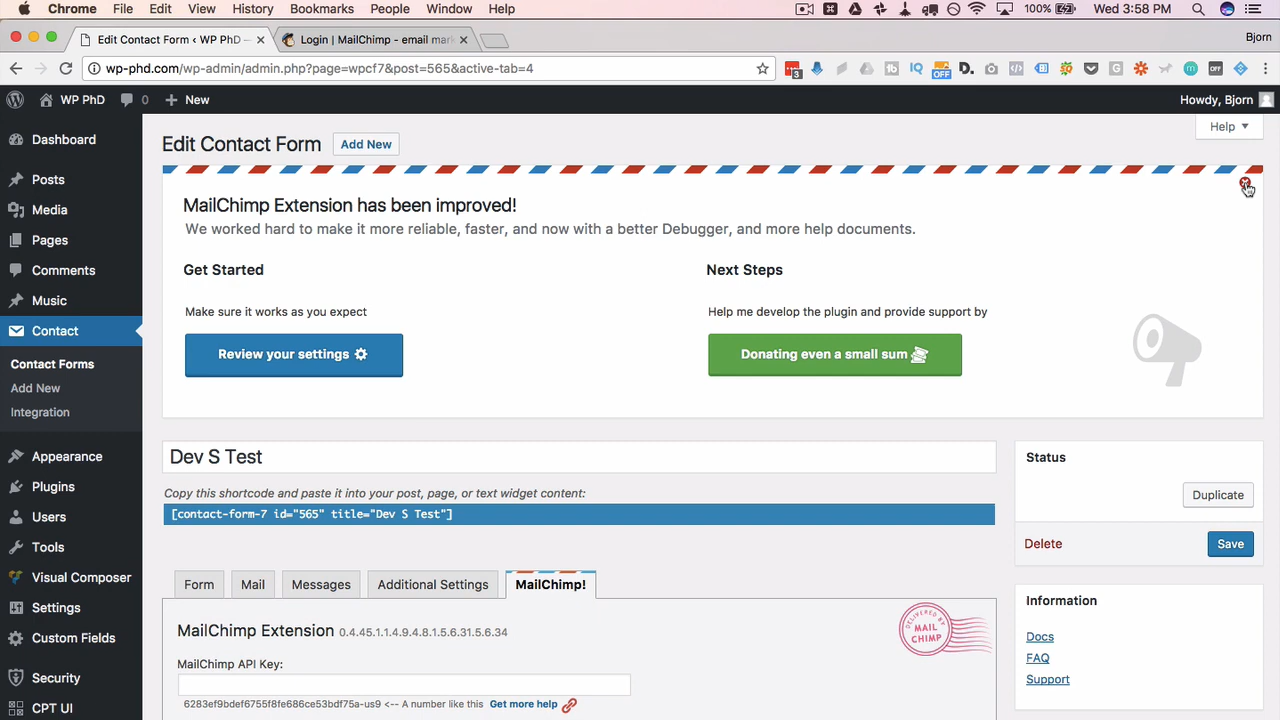 Chrome File Edit View History Bookmarks People Window Help 100% Wed 3:58 PM
Edit Contact Form ‹ WP PhD — Login | MailChimp - email mark Bjorn
wp-phd.com/wp-admin/admin.php?page=wpcf7&post=565&active-tab=4 3 IQ OFF D. OFF
WP PhD 0 New Howdy, Bjorn
Help
Dashboard
Posts
Media
Pages
Comments
Music
Contact
Contact Forms
Add New
Integration
Appearance
Plugins
Users
Tools
Visual Composer
Settings
Custom Fields
Security
CPT UI
Edit Contact Form Add New
MailChimp Extension has been improved!
We worked hard to make it more reliable, faster, and now with a better Debugger, and more help documents.
Get Started
Make sure it works as you expect
Review your settings
Next Steps
Help me develop the plugin and provide support by
Donating even a small sum
Dev S Test
Copy this shortcode and paste it into your post, page, or text widget content:
[contact-form-7 id="565" title="Dev S Test"]
Form Mail Messages Additional Settings MailChimp!
MailChimp Extension 0.4.45.1.1.4.9.4.8.1.5.6.31.5.6.34
DELIVERED BY
MAIL
CHIMP
MailChimp API Key:
6283ef9bdef6755f8fe686ce53bdf75a-us9 <-- A number like this Get more help
Status
Duplicate
Delete Save
Information
Docs
FAQ
Support